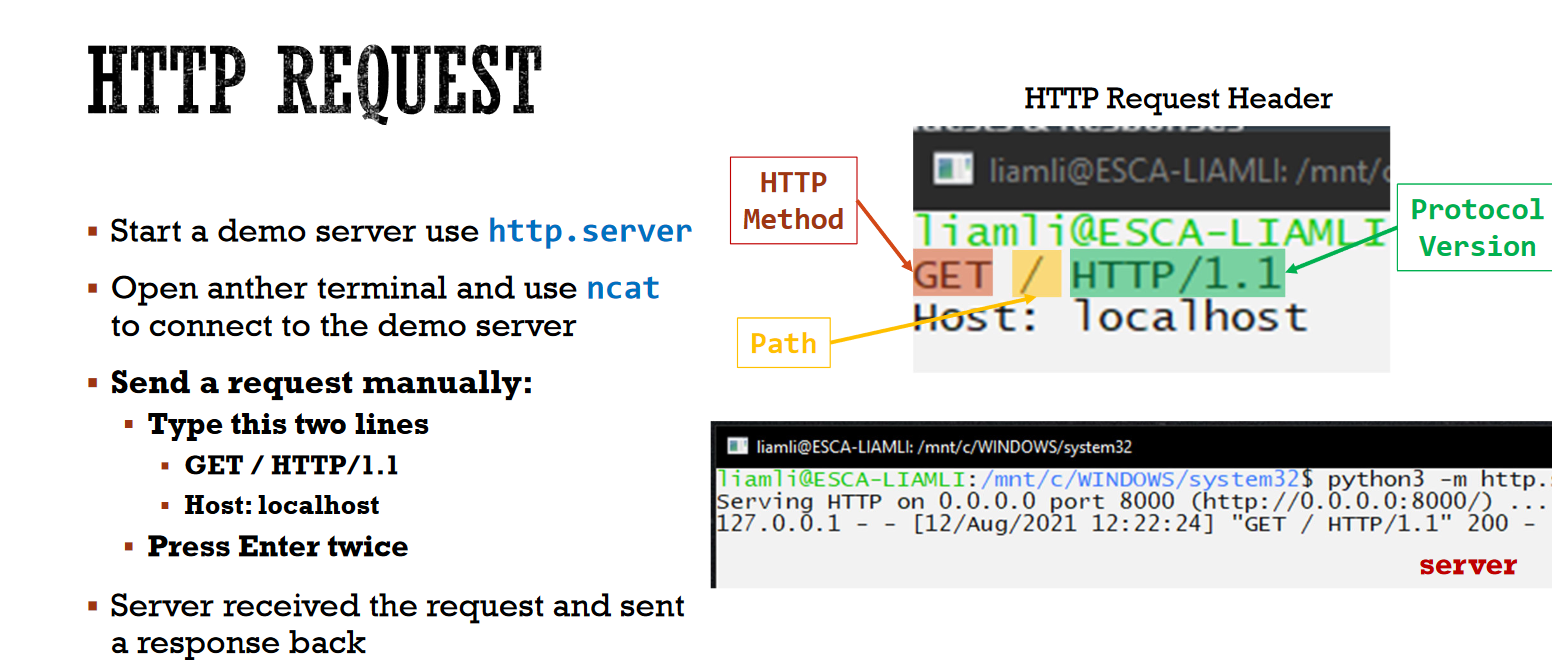 HTTP REQUEST
Start a demo server use http.server
Open anther terminal and use ncat
to connect to the demo server
Send a request manually:
Type this two lines
GET / HTTP/1.1
Host: localhost
Press Enter twice
Server received the request and sent
a response back
HTTP Request Header
liamli@ESCA-LIAMLI: /mnt/c
liamli@ESCA-LIAMLI
GET / HTTP/1.1
Host: localhost
HTTP
Method
Path
Protocol
Version
liamli@ESCA-LIAMLI: /mnt/c/WINDOWS/system32
liamli@ESCA-LIAMLI:/mnt/c/WINDOWS/system32$ python3 -m http.
Serving HTTP on 0.0.0.0 port 8000 (http://0.0.0.0:8000/) ...
127.0.0.1 - - [12/Aug/2021 12:22:24] "GET / HTTP/1.1" 200 -
server